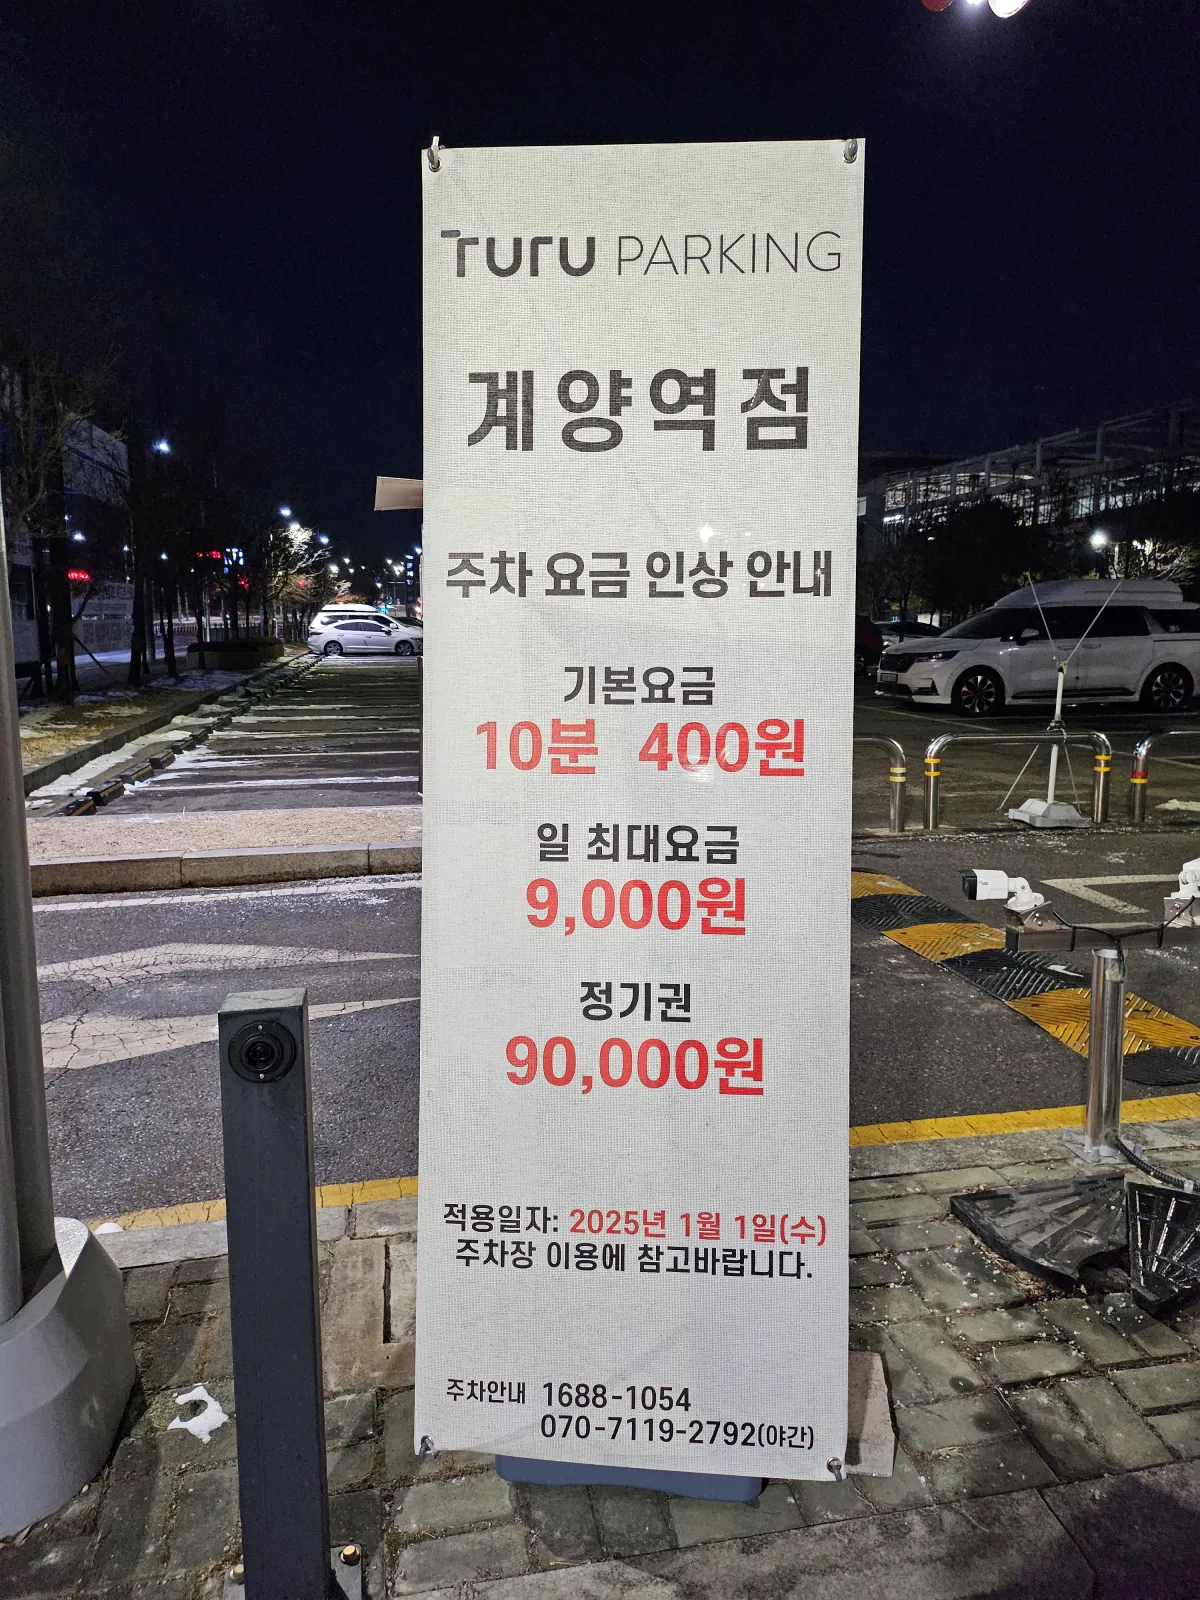 TURU PARKING
계양역점
주차 요금 인상 안내
기본요금
10분 400원
일 최대요금
9,000원
정기권
90,000원
적용일자: 2025년 1월 1일(수)
주차장 이용에 참고바랍니다.
주차안내 1688-1054
070-7119-2792(야간)